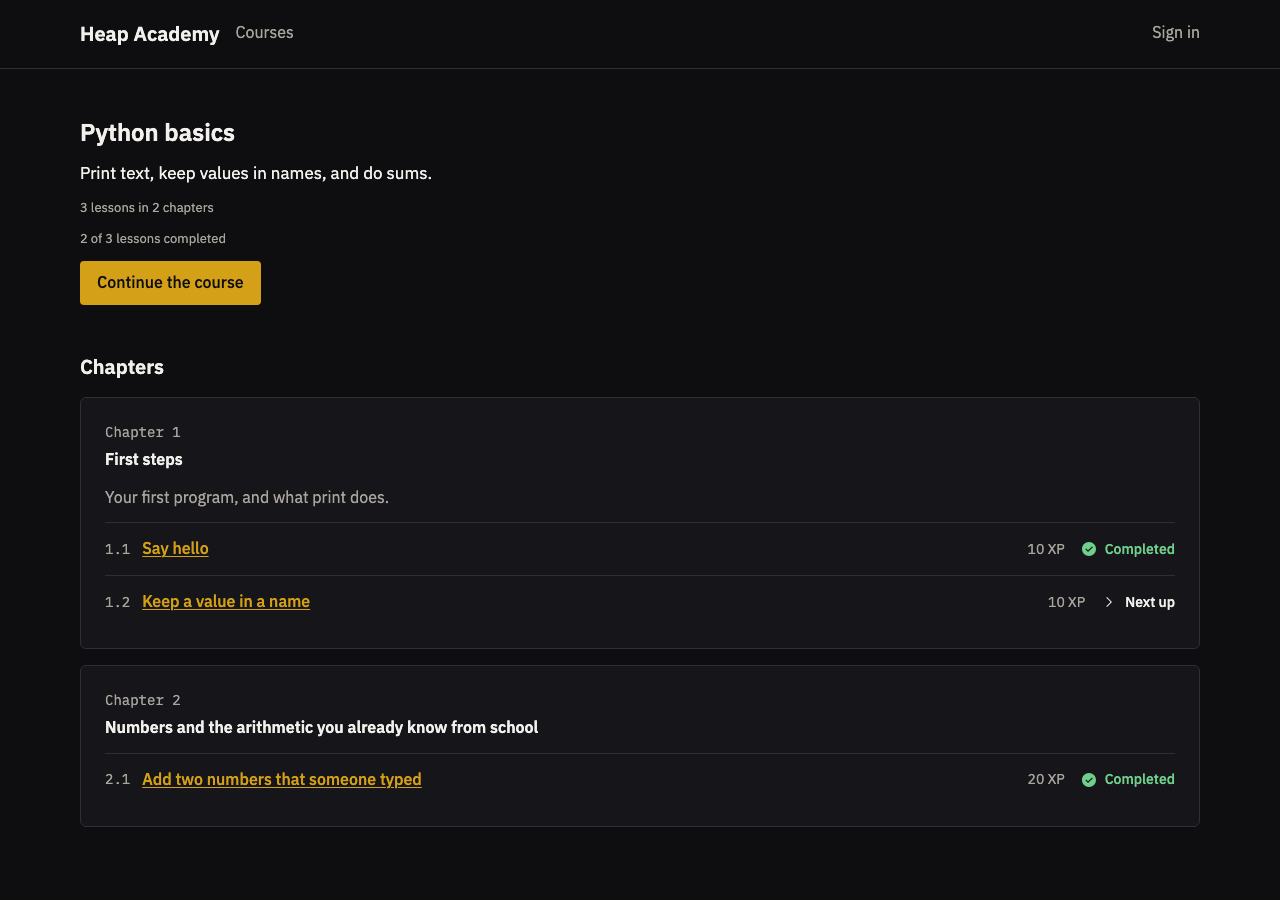 Heap Academy Courses Sign in
Python basics
Print text, keep values in names, and do sums.
3 lessons in 2 chapters
2 of 3 lessons completed
Continue the course
Chapters
Chapter 1
First steps
Your first program, and what print does.
1.1 Say hello 10 XP Completed
1.2 Keep a value in a name 10 XP Next up
Chapter 2
Numbers and the arithmetic you already know from school
2.1 Add two numbers that someone typed 20 XP Completed